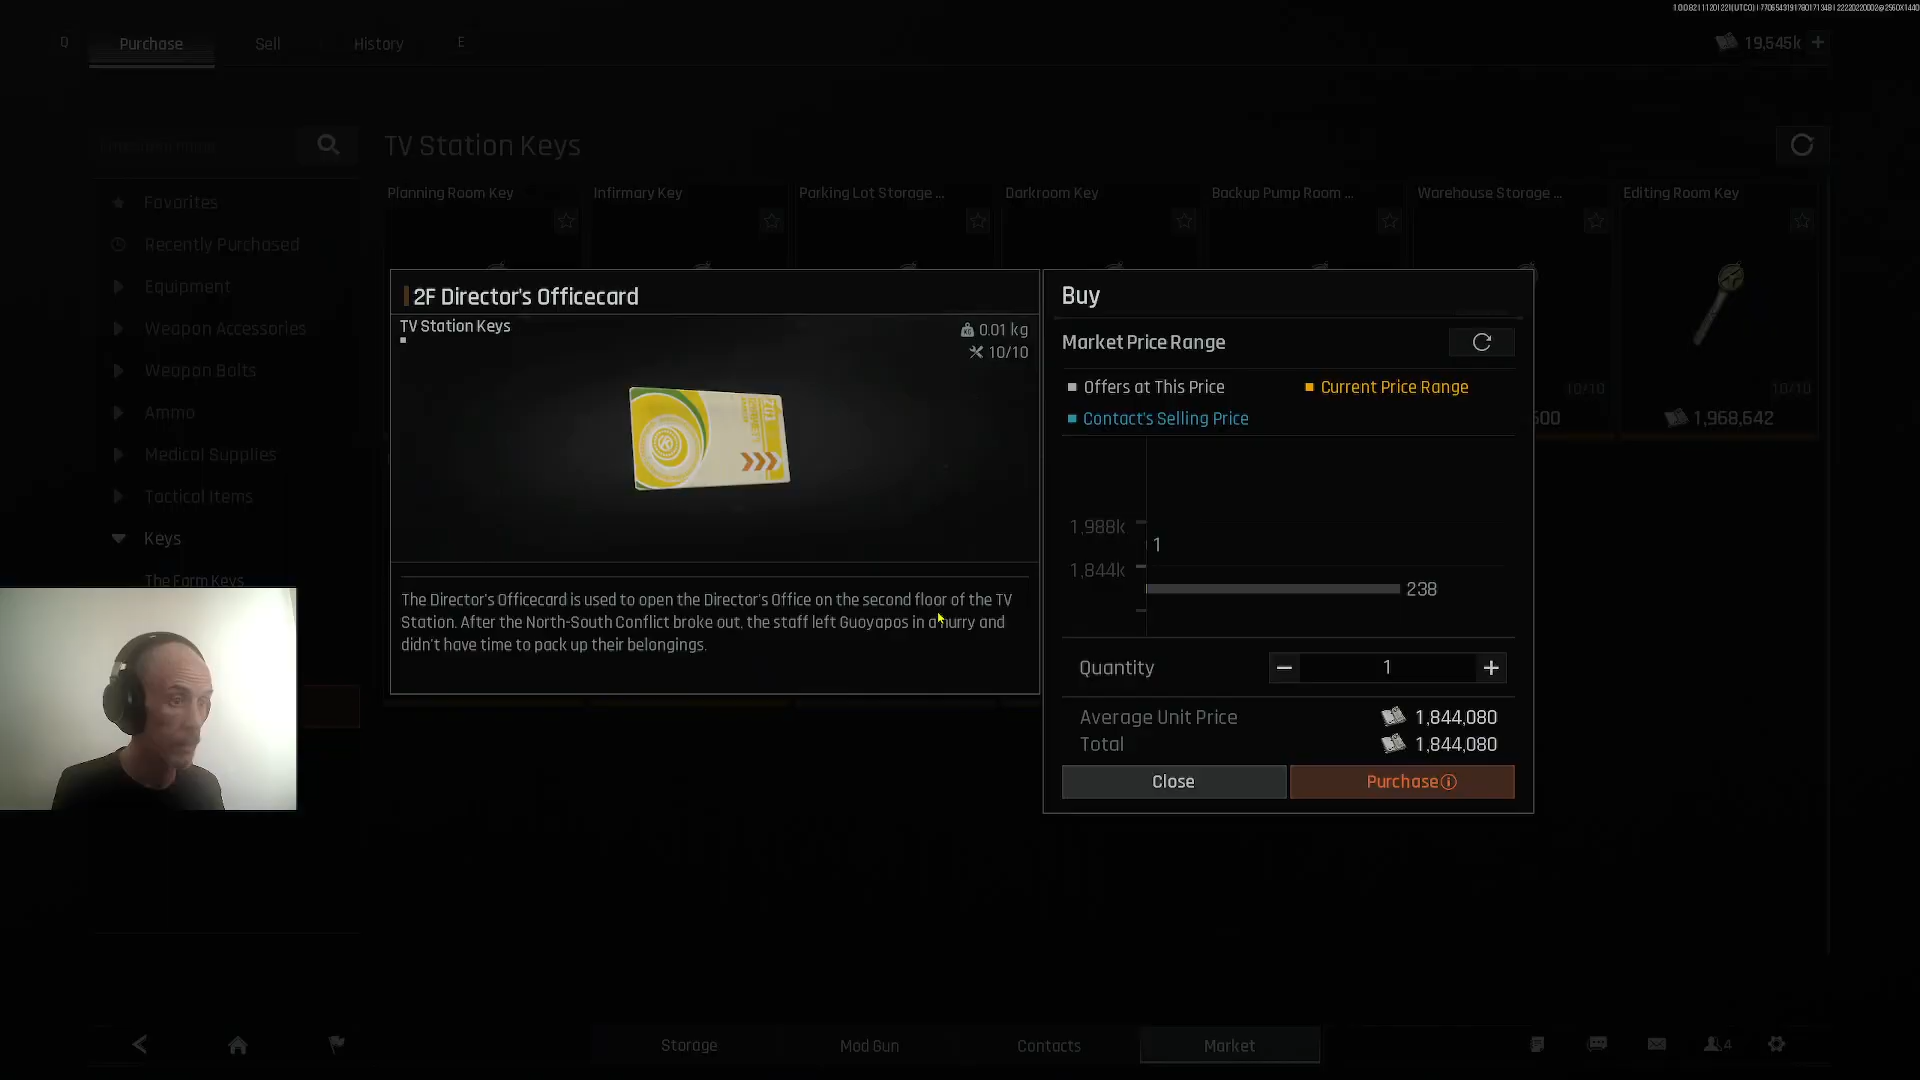 Q
Purchase
Sell
History
E
19,545k
TV Station Keys
Favorites
Recently Purchased
Equipment
Weapon Accessories
Weapon Bolts
Ammo
Medical Supplies
Tactical Items
Keys
The Farm Keys
Planning Room Key
Infirmary Key
Parking Lot Storage ...
Darkroom Key
Backup Pump Room ...
Warehouse Storage ...
Editing Room Key
10/10
10/10
500
1,968,642
2F Director's Officecard
TV Station Keys
0.01 kg
10/10
The Director's Officecard is used to open the Director's Office on the second floor of the TV
Station. After the North-South Conflict broke out, the staff left Guoyapos in a hurry and
didn't have time to pack up their belongings.
Buy
Market Price Range
Offers at This Price
Current Price Range
Contact's Selling Price
1,988k
1
1,844k
238
Quantity
1
Average Unit Price
1,844,080
Total
1,844,080
Close
Purchase
Storage
Mod Gun
Contacts
Market
4